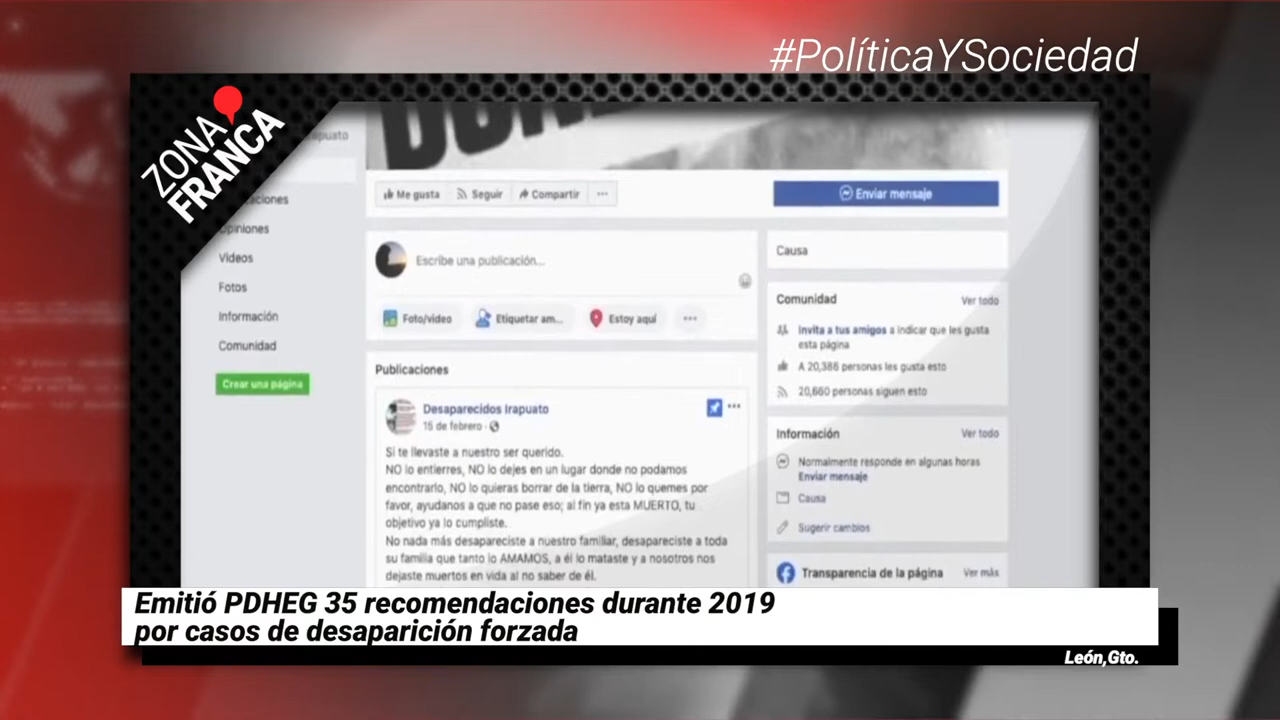 #PolíticaYSociedad
ZONA
FRANCA
Irapuato
Opiniones
Videos
Fotos
Información
Comunidad
Crear una página
Me gusta
Seguir
Compartir
Enviar mensaje
Escribe una publicación...
Foto/video
Etiquetar am...
Estoy aquí
Publicaciones
Desaparecidos Irapuato
15 de febrero
Si te llevaste a nuestro ser querido.
NO lo entierres, NO lo dejes en un lugar donde no podamos
encontrarlo, NO lo quieras borrar de la tierra, NO lo quemes por
favor, ayudanos a que no pase eso; al fin ya esta MUERTO, tu
objetivo ya lo cumpliste.
No nada más desapareciste a nuestro familiar, desapareciste a toda
su familia que tanto lo AMAMOS, a él lo mataste y a nosotros nos
dejaste muertos en vida al no saber de él.
Causa
Comunidad
Ver todo
Invita a tus amigos a indicar que les gusta
esta página
A 20,386 personas les gusta esto
20,660 personas siguen esto
Información
Ver todo
Normalmente responde en algunas horas
Enviar mensaje
Causa
Sugerir cambios
Transparencia de la página
Ver más
Emitió PDHEG 35 recomendaciones durante 2019
por casos de desaparición forzada
León,Gto.